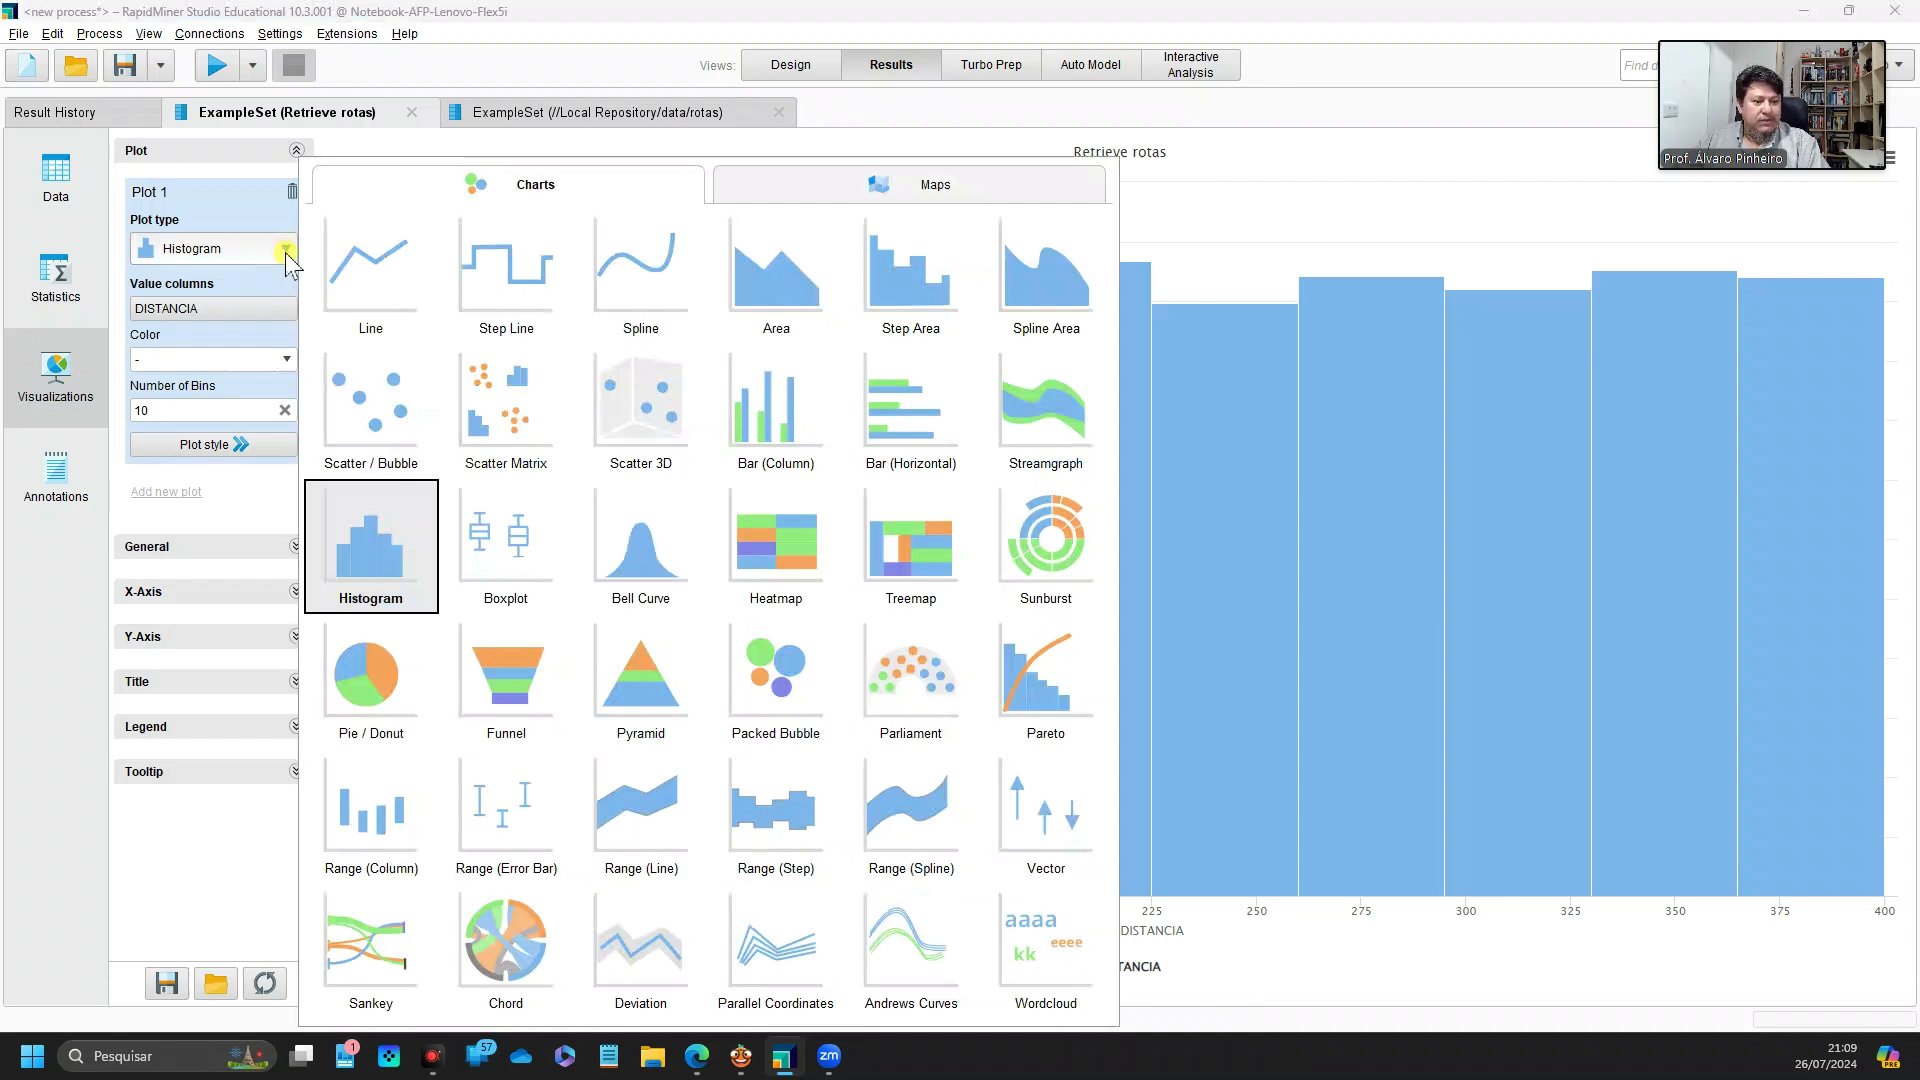 <new process*> – RapidMiner Studio Educational 10.3.001 @ Notebook-AFP-Lenovo-Flex5i
File Edit Process View Connections Settings Extensions Help
Views: Design Results Turbo Prep Auto Model Interactive Analysis
Find d
Prof. Álvaro Pinheiro
Result History
ExampleSet (Retrieve rotas)
ExampleSet (//Local Repository/data/rotas)
Data
Statistics
Visualizations
Annotations
Plot
Plot 1
Plot type
Histogram
Value columns
DISTANCIA
Color
-
Number of Bins
10
Plot style
Add new plot
General
X-Axis
Y-Axis
Title
Legend
Tooltip
Charts
Maps
Line
Step Line
Spline
Area
Step Area
Spline Area
Scatter / Bubble
Scatter Matrix
Scatter 3D
Bar (Column)
Bar (Horizontal)
Streamgraph
Histogram
Boxplot
Bell Curve
Heatmap
Treemap
Sunburst
Pie / Donut
Funnel
Pyramid
Packed Bubble
Parliament
Pareto
Range (Column)
Range (Error Bar)
Range (Line)
Range (Step)
Range (Spline)
Vector
aaaa
eeee
kk
Sankey
Chord
Deviation
Parallel Coordinates
Andrews Curves
Wordcloud
Retrieve rotas
225 250 275 300 325 350 375 400
DISTANCIA
TANCIA
Pesquisar
1
57
zm
21:09
26/07/2024
PRE